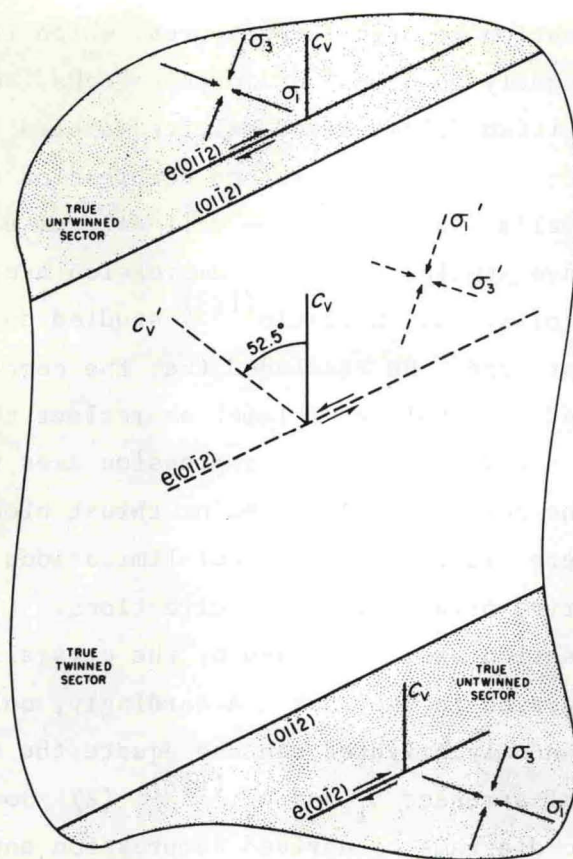 σ3
Cv
σ1
e(01Ī2)
(01Ī2)
TRUE
UNTWINNED
SECTOR
σ1'
σ3'
Cv'
52.5°
Cv
e(01Ī2)
TRUE
TWINNED
SECTOR
(01Ī2)
Cv
TRUE
UNTWINNED
SECTOR
e(01Ī2)
σ3
σ1